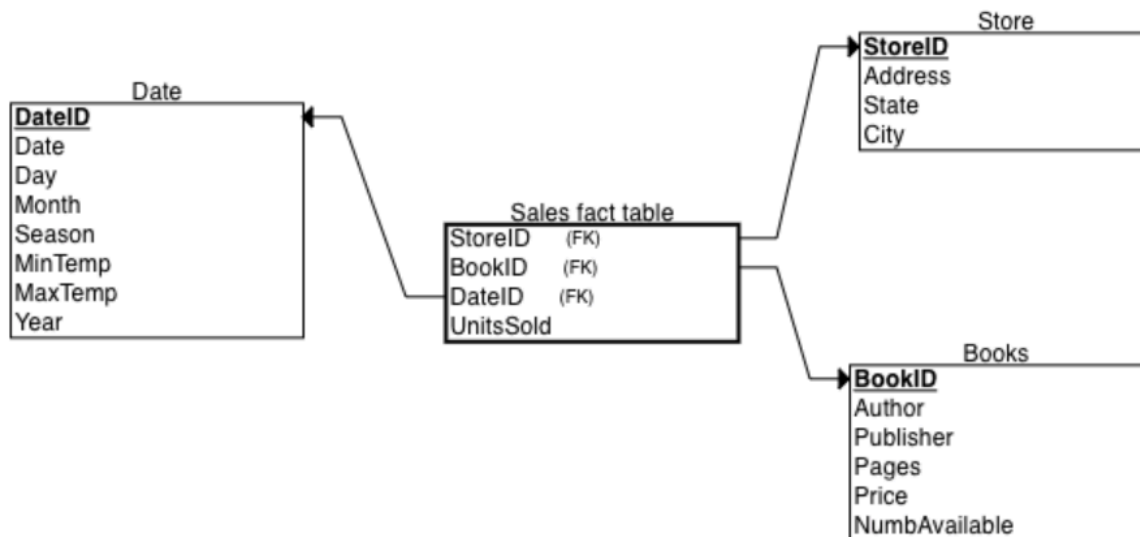 Date
DateID
Date
Day
Month
Season
MinTemp
MaxTemp
Year
Sales fact table
StoreID (FK)
BookID (FK)
DateID (FK)
UnitsSold
Store
StoreID
Address
State
City
Books
BookID
Author
Publisher
Pages
Price
NumbAvailable